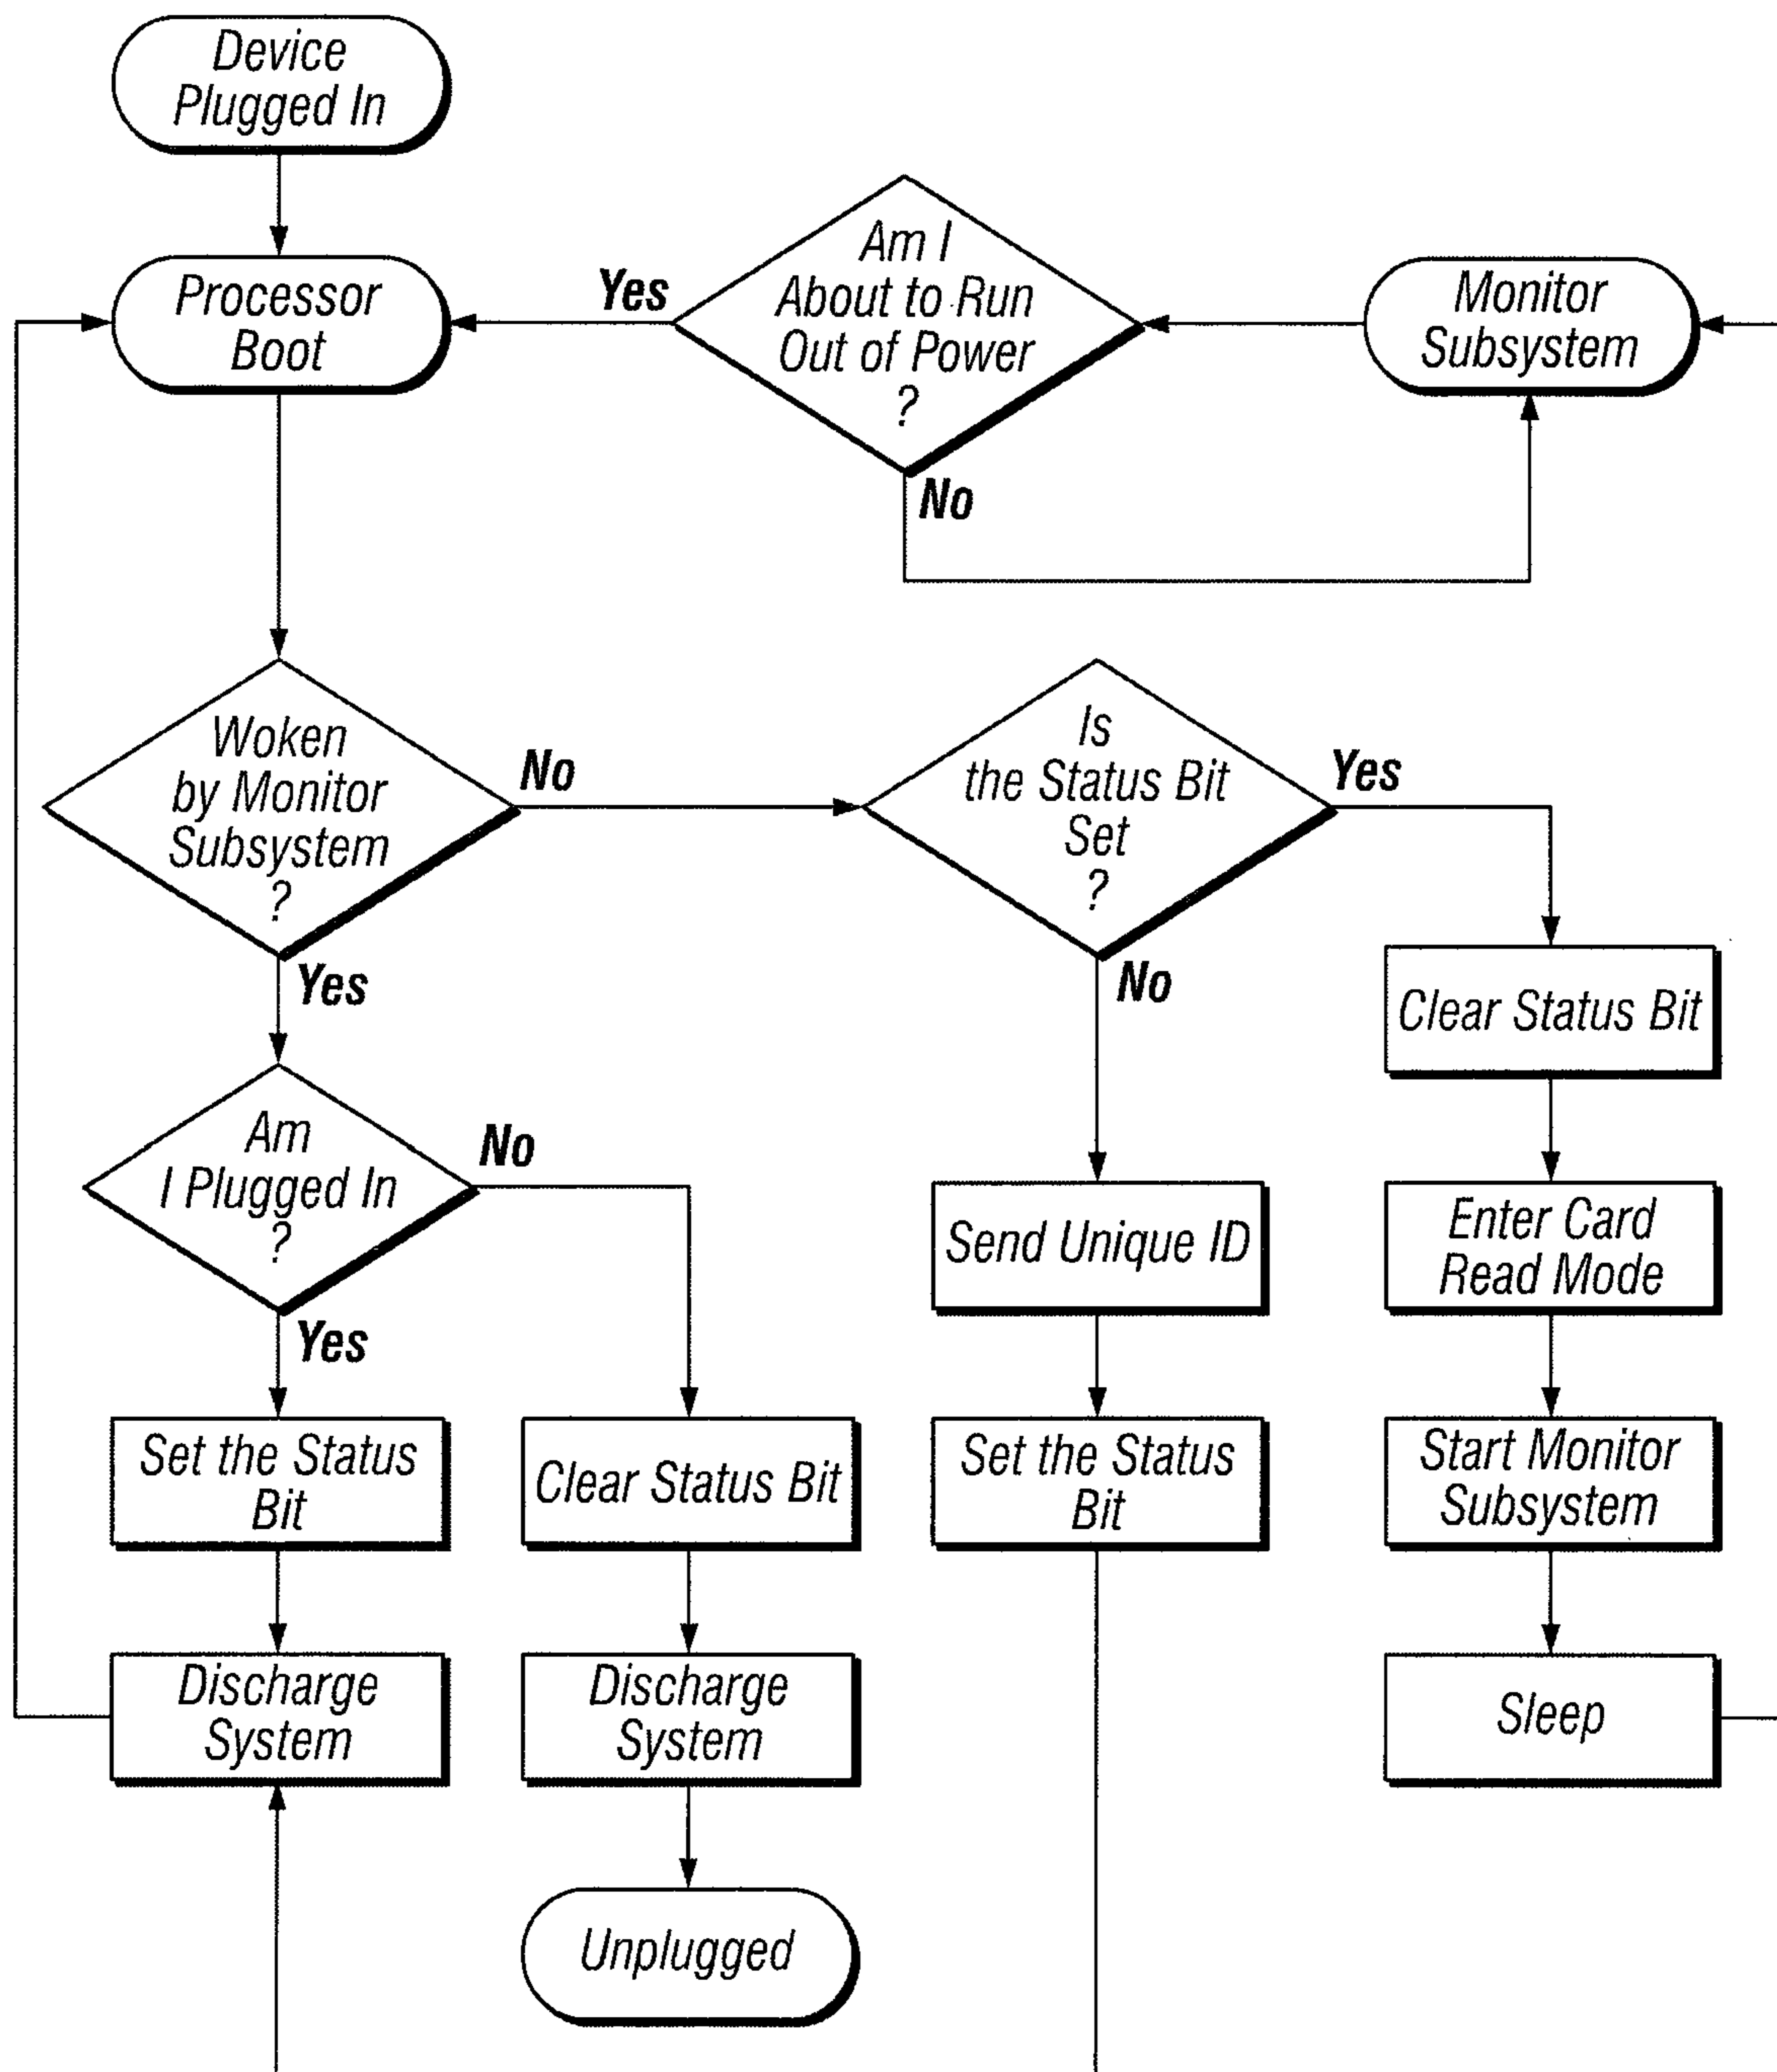 Device
Plugged In
Processor
Boot
Yes
Am I
About to Run
Out of Power
?
No
Monitor
Subsystem
Woken
by Monitor
Subsystem
?
No
Yes
Is
the Status Bit
Set
?
Yes
No
Clear Status Bit
Am
I Plugged In
?
No
Yes
Send Unique ID
Enter Card
Read Mode
Set the Status
Bit
Clear Status Bit
Set the Status
Bit
Start Monitor
Subsystem
Discharge
System
Discharge
System
Sleep
Unplugged